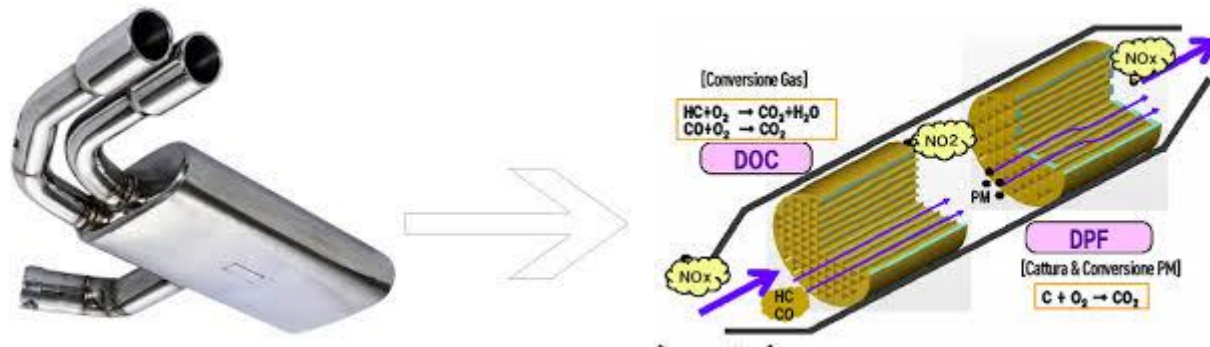 [Conversione Gas]
HC+O₂ → CO₂+H₂O
CO+O₂ → CO₂
DOC
NOx
HC
CO
NO2
PM
NOx
DPF
[Cattura & Conversione PM]
C + O₂ → CO₂